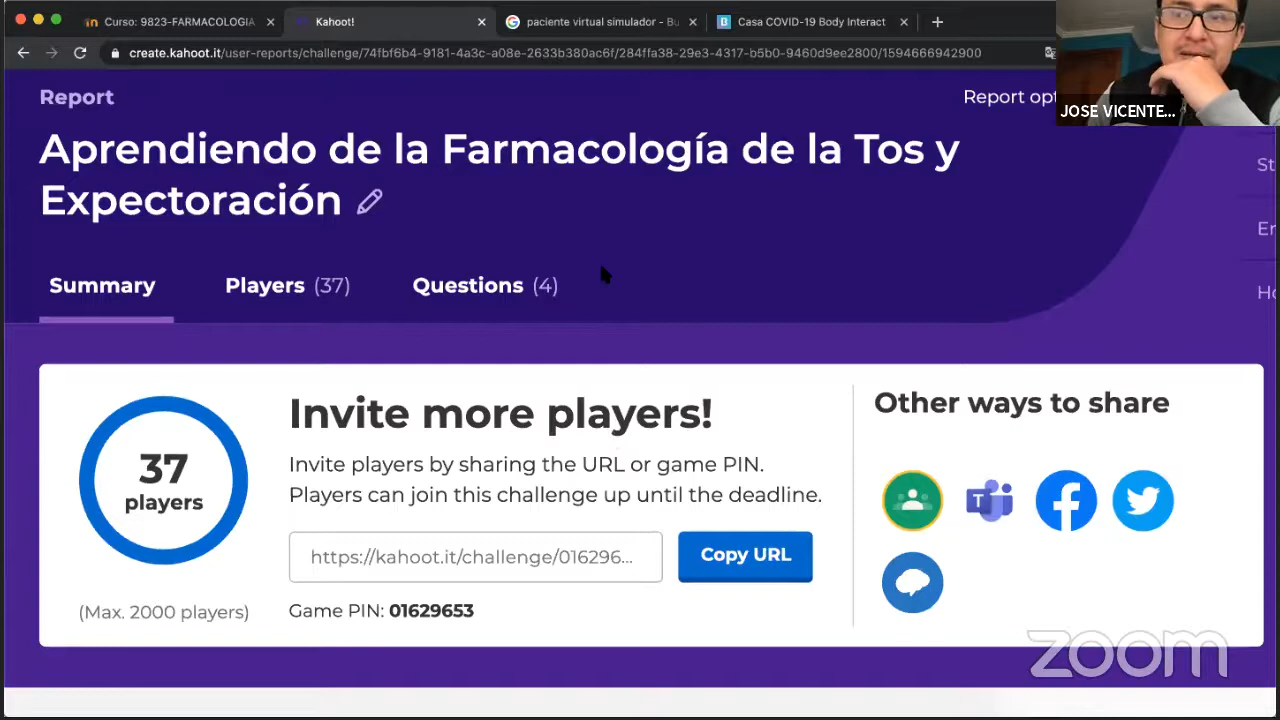 Curso: 9823-FARMACOLOGIA
Kahoot!
paciente virtual simulador - Bu
Casa COVID-19 Body Interact
create.kahoot.it/user-reports/challenge/74fbf6b4-9181-4a3c-a08e-2633b380ac6f/284ffa38-29e3-4317-b5b0-9460d9ee2800/1594666942900
JOSE VICENTE...
Report
Report opt
Aprendiendo de la Farmacología de la Tos y
Expectoración
St
Er
Ho
Summary
Players (37)
Questions (4)
37
players
(Max. 2000 players)
Invite more players!
Invite players by sharing the URL or game PIN.
Players can join this challenge up until the deadline.
https://kahoot.it/challenge/016296...
Copy URL
Game PIN: 01629653
Other ways to share
zoom